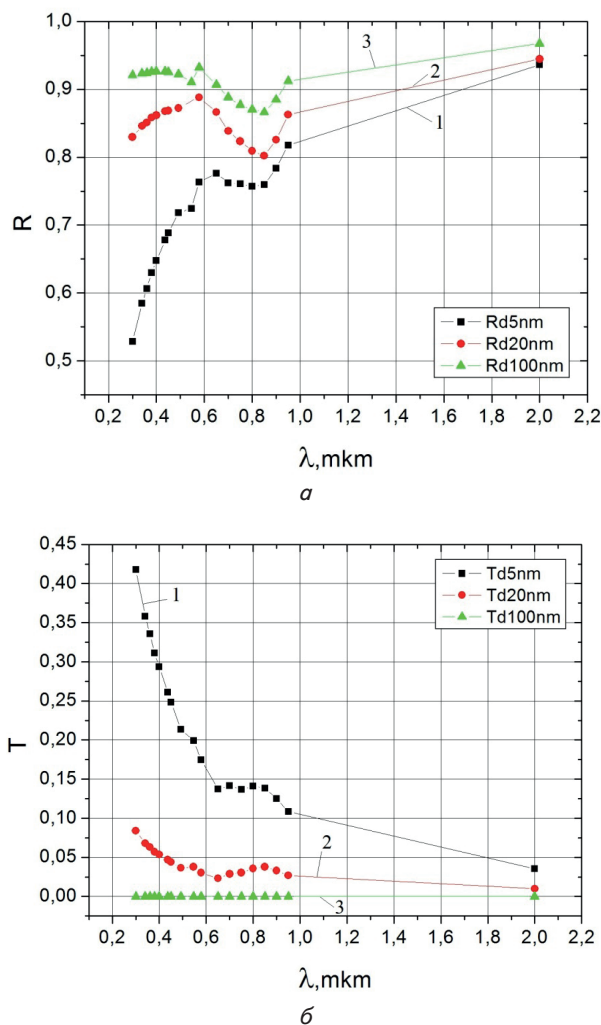 1,0
0,9
0,8
0,7
0,6
0,5
R
3
2
1
Rd5nm
Rd20nm
Rd100nm
0,2 0,4 0,6 0,8 1,0 1,2 1,4 1,6 1,8 2,0 2,2
λ,mkm
а
0,45
0,40
0,35
0,30
0,25
0,20
0,15
0,10
0,05
0,00
T
1
2
3
Td5nm
Td20nm
Td100nm
0,2 0,4 0,6 0,8 1,0 1,2 1,4 1,6 1,8 2,0 2,2
λ,mkm
б